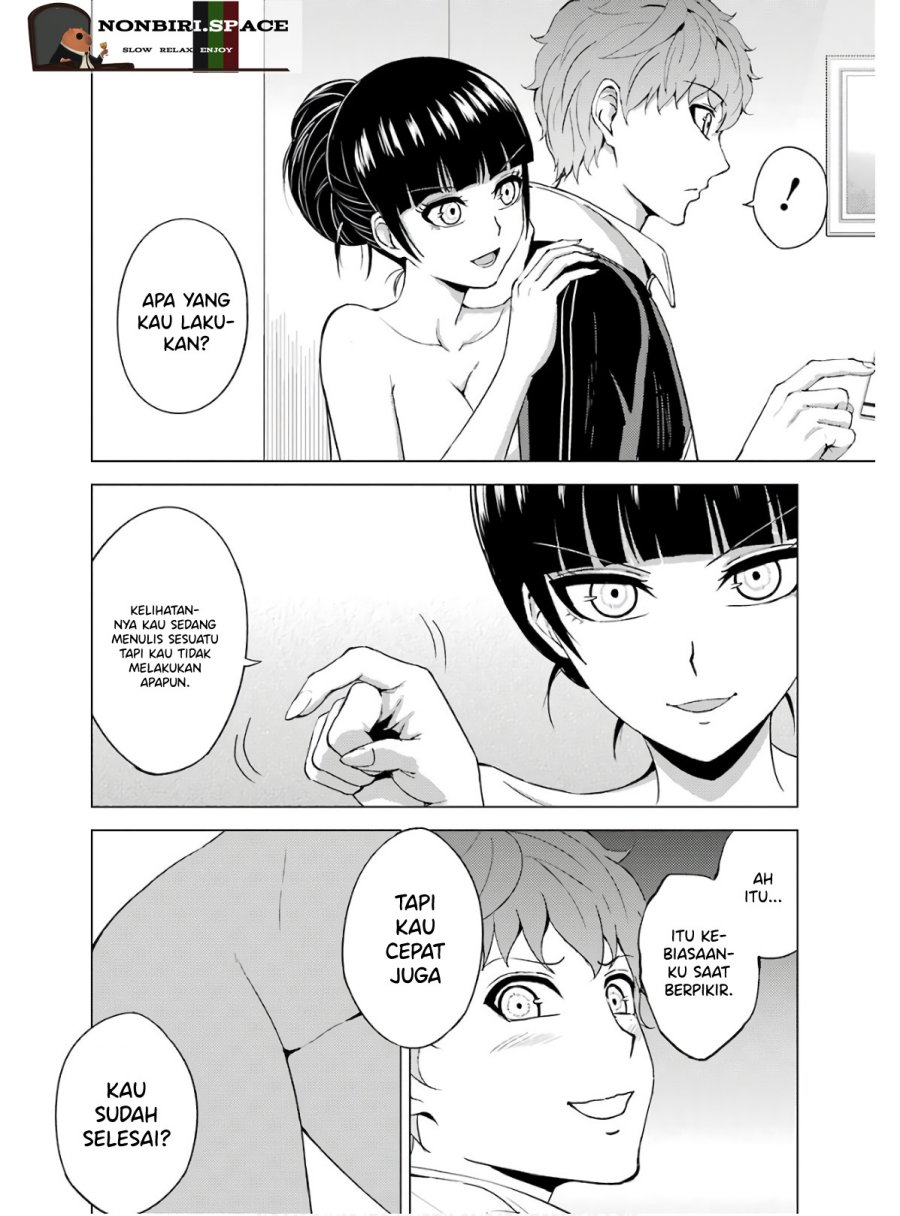 NONBIRI.SPACE
SLOW RELAX ENJOY
!
APA YANG
KAU LAKU-
KAN?
KELIHATAN-
NYA KAU SEDANG
MENULIS SESUATU
TAPI KAU TIDAK
MELAKUKAN
APAPUN.
AH
ITU...
ITU KE-
BIASAAN-
KU SAAT
BERPIKIR.
TAPI
KAU
CEPAT
JUGA
KAU
SUDAH
SELESAI?